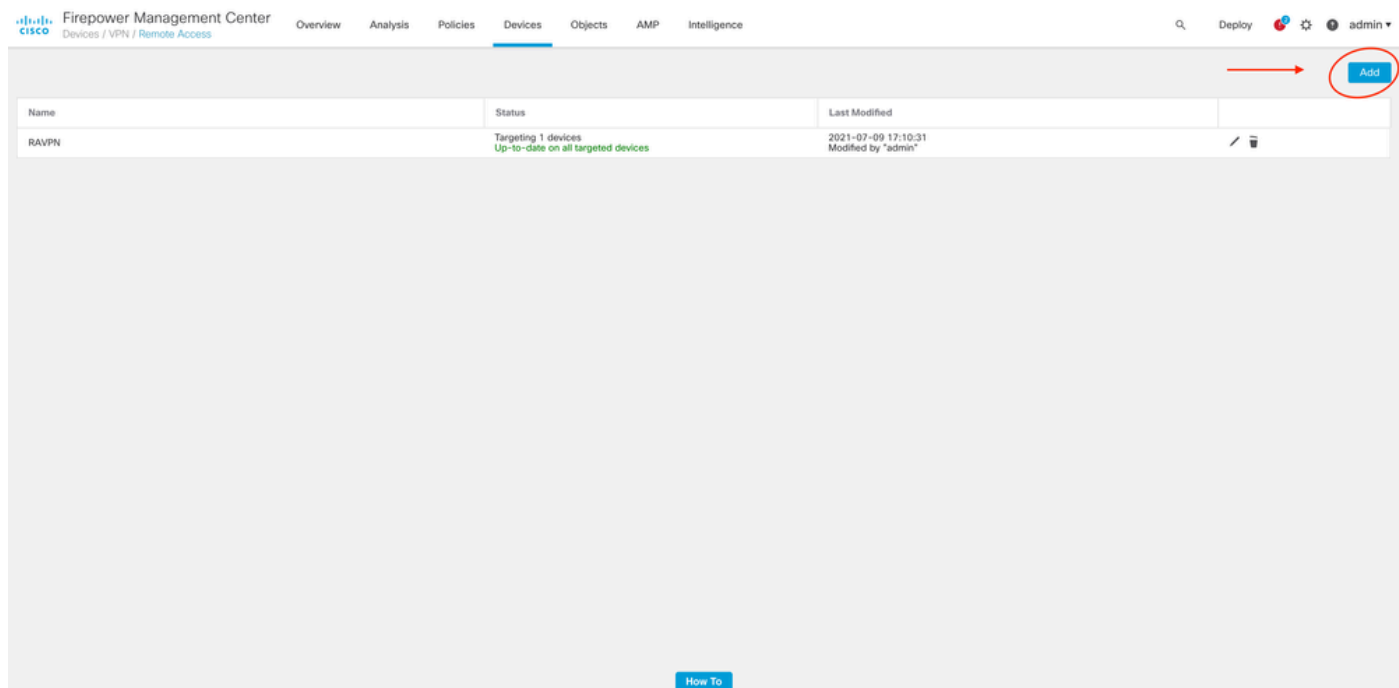 CISCO
Firepower Management Center
Devices / VPN / Remote Access
Overview Analysis Policies Devices Objects AMP Intelligence
Deploy
2
admin
Add
Name Status Last Modified
RAVPN
Targeting 1 devices
Up-to-date on all targeted devices
2021-07-09 17:10:31
Modified by "admin"
How To